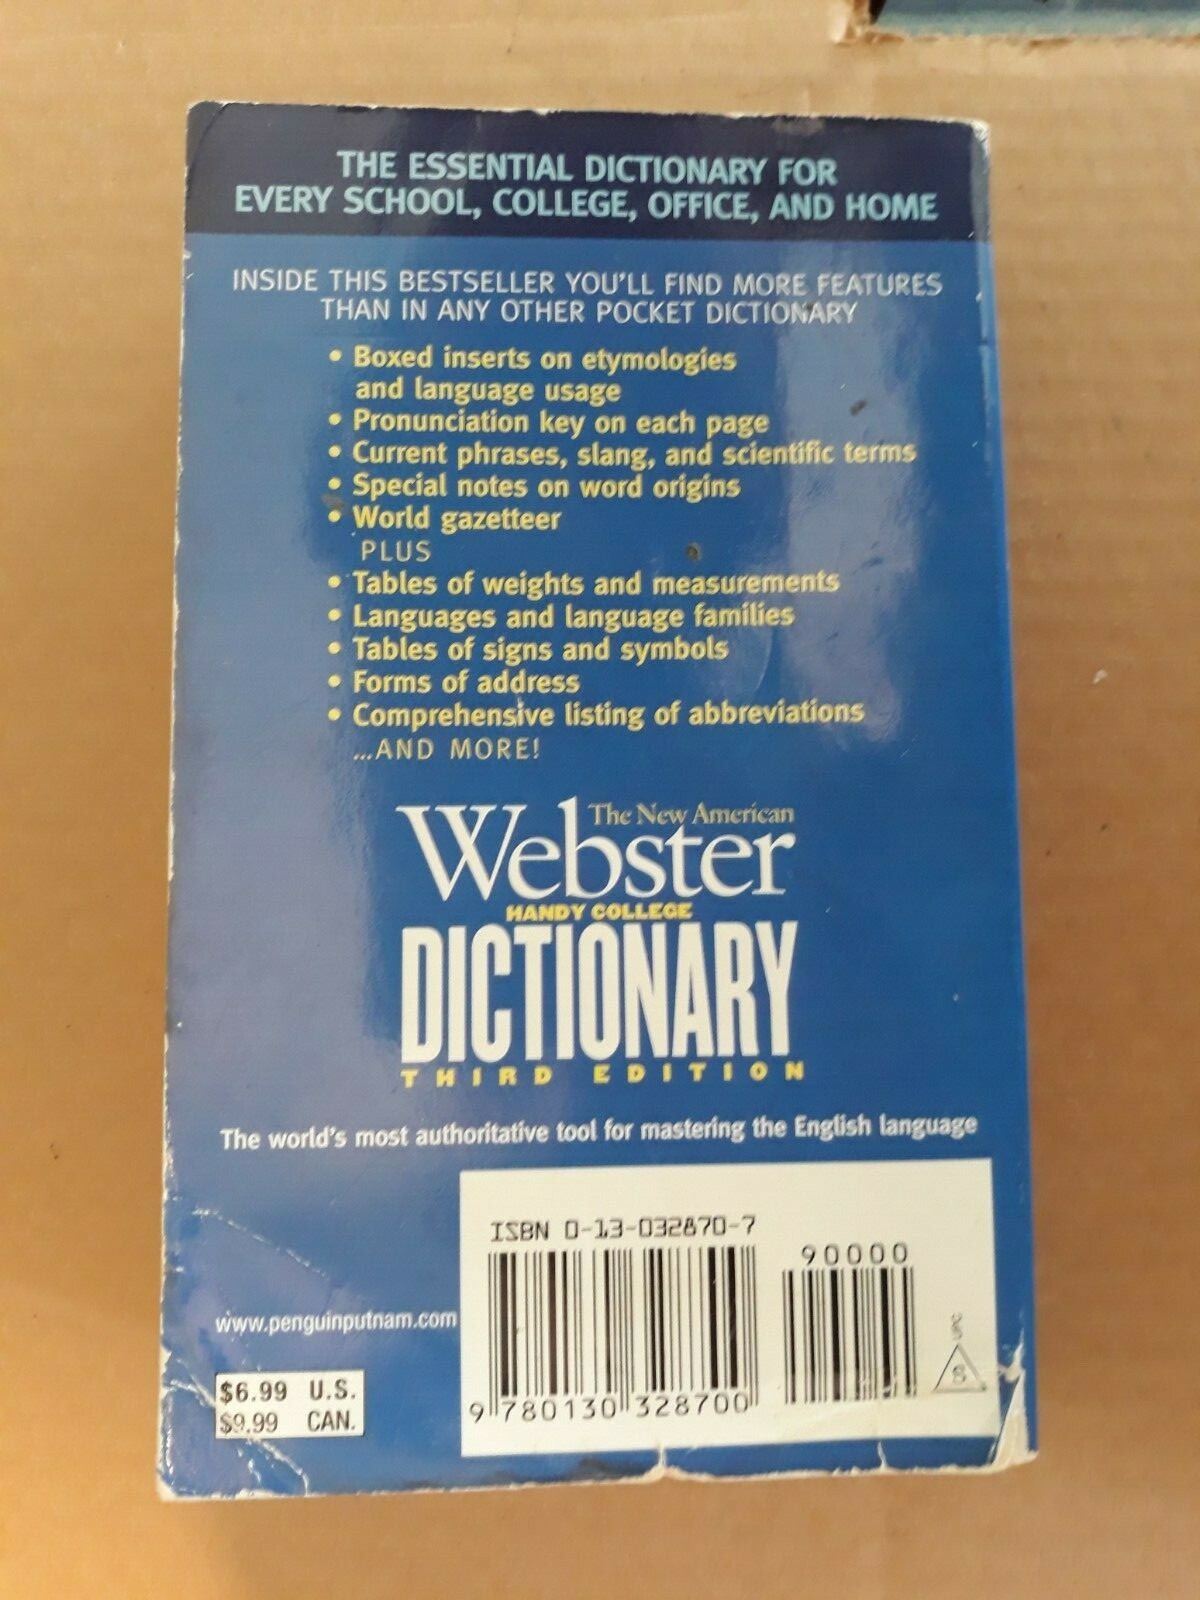 THE ESSENTIAL DICTIONARY FOR
EVERY SCHOOL, COLLEGE, OFFICE, AND HOME
INSIDE THIS BESTSELLER YOU'LL FIND MORE FEATURES
THAN IN ANY OTHER POCKET DICTIONARY
• Boxed inserts on etymologies
and language usage
• Pronunciation key on each page
• Current phrases, slang, and scientific terms
• Special notes on word origins
• World gazetteer
PLUS
• Tables of weights and measurements
• Languages and language families
• Tables of signs and symbols
• Forms of address
• Comprehensive listing of abbreviations
...AND MORE!
The New American
Webster
HANDY COLLEGE
DICTIONARY
THIRD EDITION
The world's most authoritative tool for mastering the English language
ISBN 0-13-032870-7
90000
www.penguinputnam.com
UPC
S
$6.99 U.S.
$9.99 CAN.
9 780130 328700